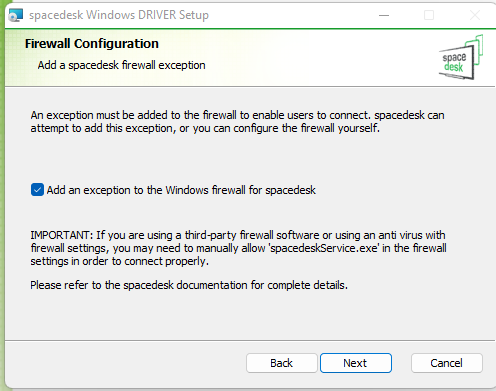 spacedesk Windows DRIVER Setup
Firewall Configuration
Add a spacedesk firewall exception
space
desk
An exception must be added to the firewall to enable users to connect. spacedesk can
attempt to add this exception, or you can configure the firewall yourself.
Add an exception to the Windows firewall for spacedesk
IMPORTANT: If you are using a third-party firewall software or using an anti virus with
firewall settings, you may need to manually allow 'spacedeskService.exe' in the firewall
settings in order to connect properly.
Please refer to the spacedesk documentation for complete details.
Back Next Cancel